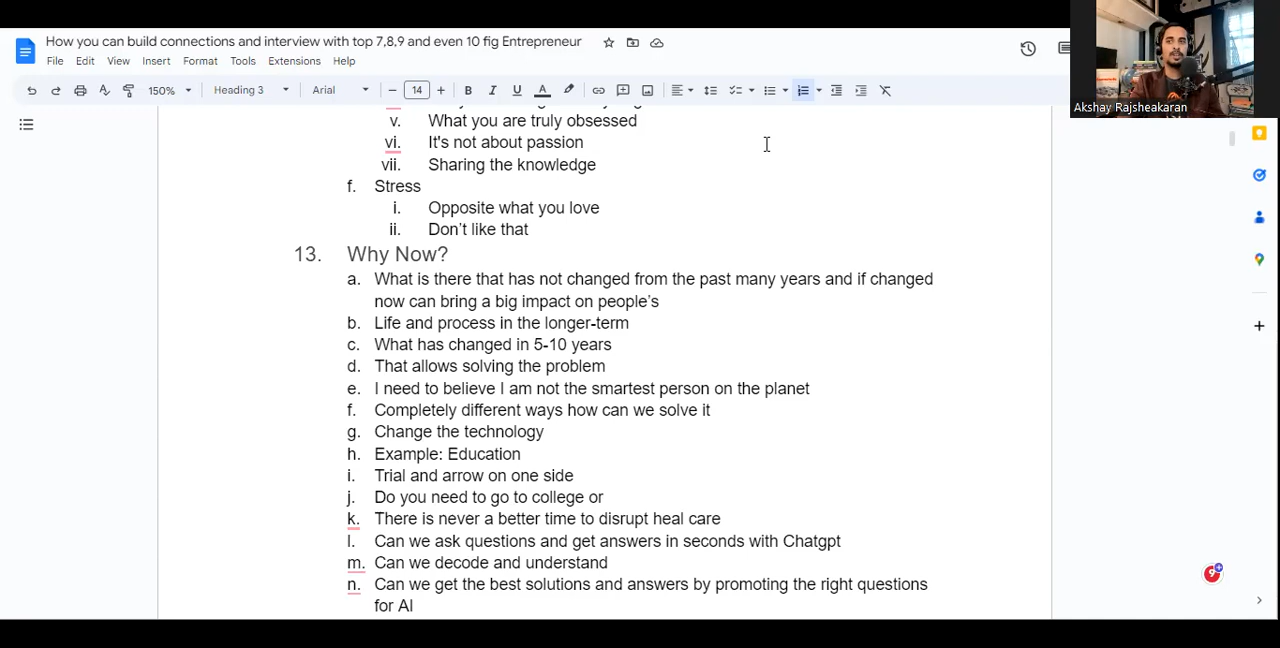 How you can build connections and interview with top 7,8,9 and even 10 fig Entrepreneur
File Edit View Insert Format Tools Extensions Help
150% Heading 3 Arial 14
Akshay Rajsheakaran
v. What you are truly obsessed
vi. It's not about passion
vii. Sharing the knowledge
f. Stress
i. Opposite what you love
ii. Don't like that
13. Why Now?
a. What is there that has not changed from the past many years and if changed
now can bring a big impact on people's
b. Life and process in the longer-term
c. What has changed in 5-10 years
d. That allows solving the problem
e. I need to believe I am not the smartest person on the planet
f. Completely different ways how can we solve it
g. Change the technology
h. Example: Education
i. Trial and arrow on one side
j. Do you need to go to college or
k. There is never a better time to disrupt heal care
l. Can we ask questions and get answers in seconds with Chatgpt
m. Can we decode and understand
n. Can we get the best solutions and answers by promoting the right questions
for AI